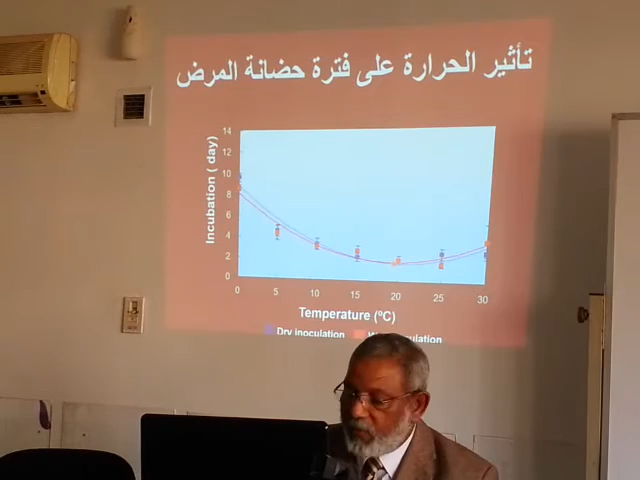 تأثير الحرارة على فترة حضانة المرض
14
12
10
8
6
4
2
0
Incubation ( day)
0 5 10 15 20 25 30
Temperature (ºC)
Dry inoculation